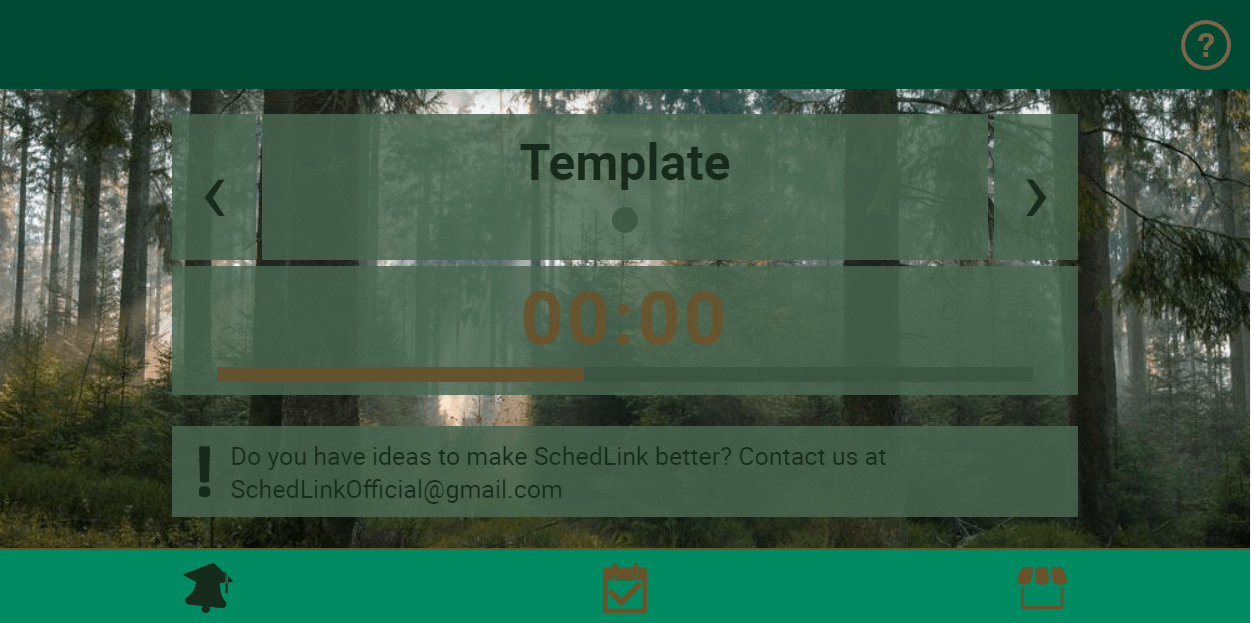 ?
Template
00:00
! Do you have ideas to make SchedLink better? Contact us at
SchedLinkOfficial@gmail.com